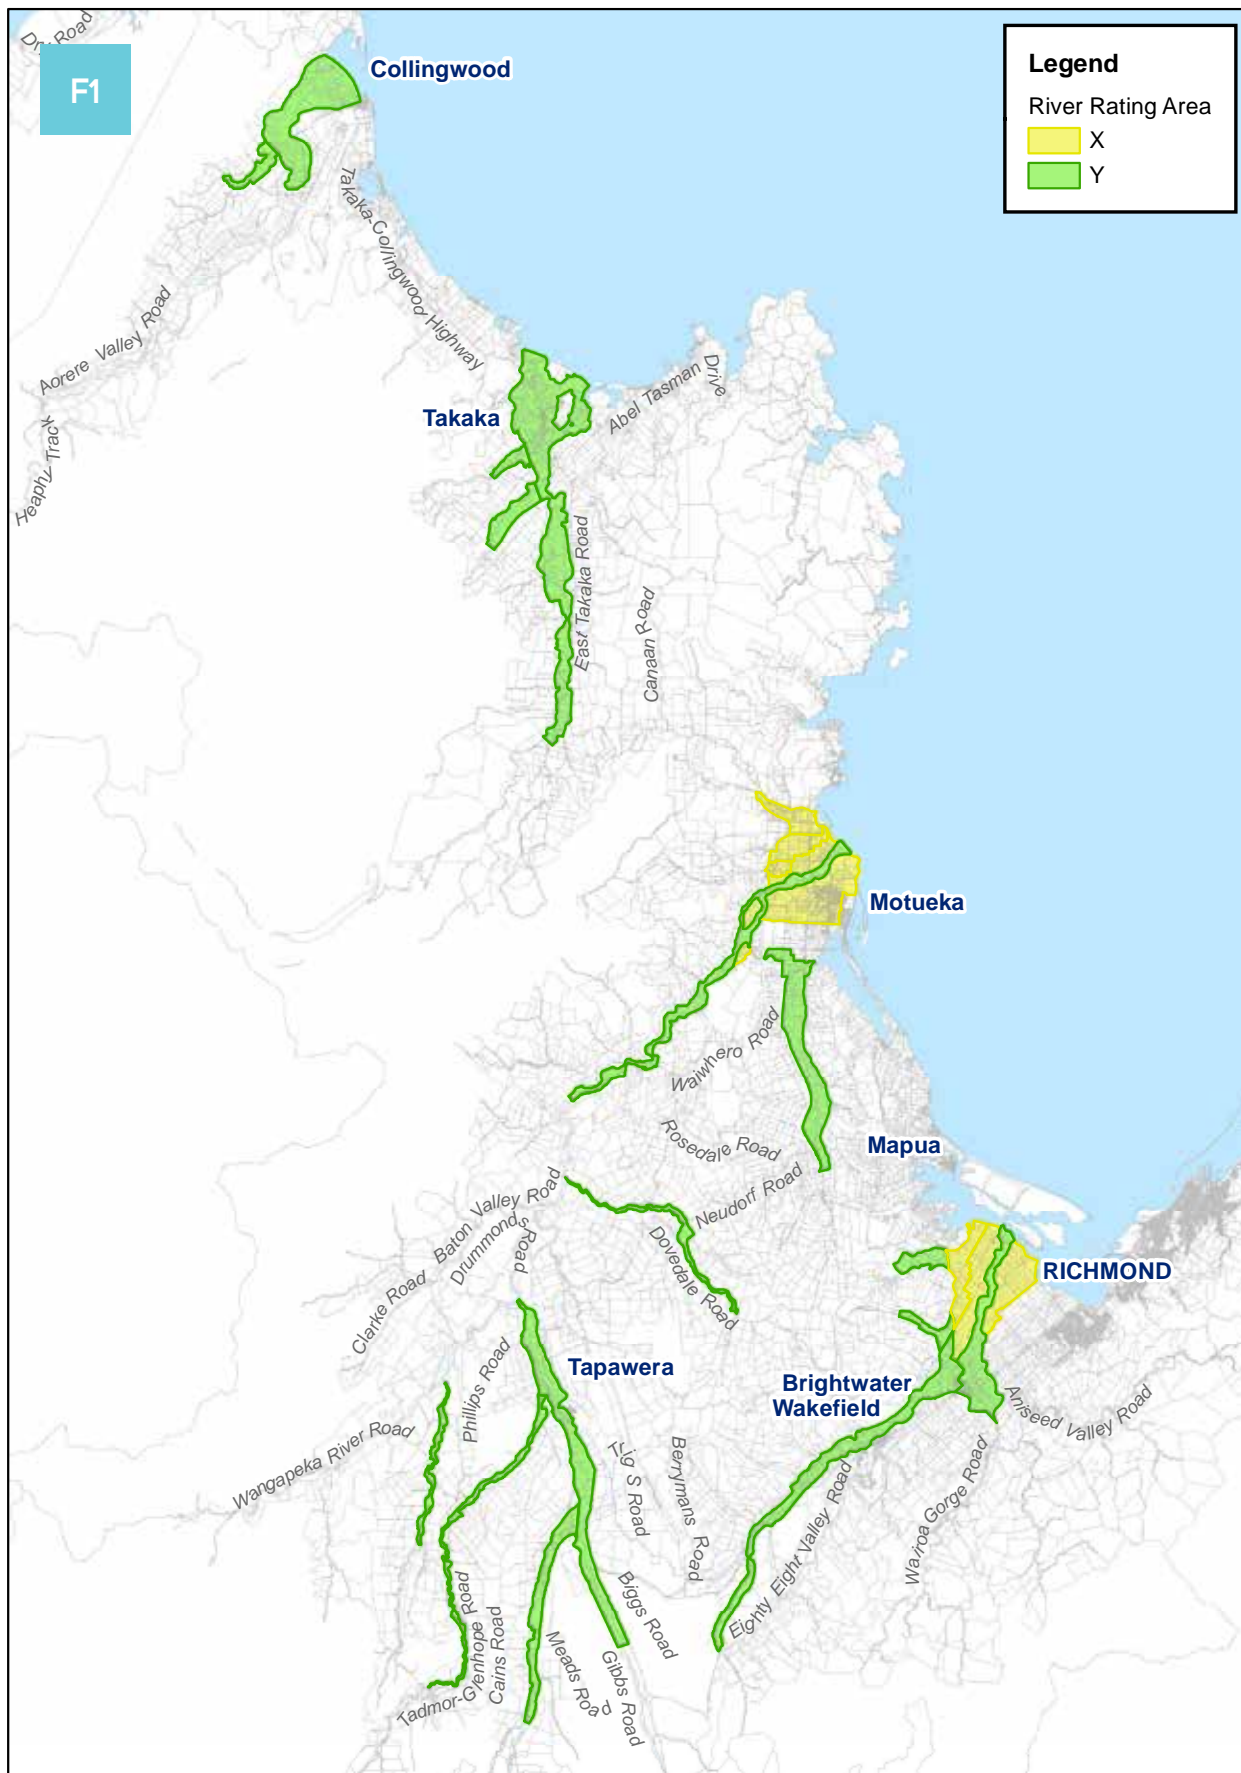 Dry Road
F1
Collingwood
Legend
River Rating Area
X
Y
Takaka-Collingwood Highway
Aorere Valley Road
Heaphy Track
Takaka
Abel Tasman Drive
East Takaka Road
Canaan Road
Motueka
Waiwhero Road
Rosedale Road
Mapua
Neudorf Road
Baton Valley Road
Drummonds Road
Clarke Road
Dovedale Road
RICHMOND
Tapawera
Phillips Road
Brightwater
Wakefield
Aniseed Valley Road
Wangapeka River Road
Berrymans Road
Eighty Eight Valley Road
Wairoa Gorge Road
Biggs Road
Tadmor-Glenhope Road
Cains Road
Meads Road
Gibbs Road